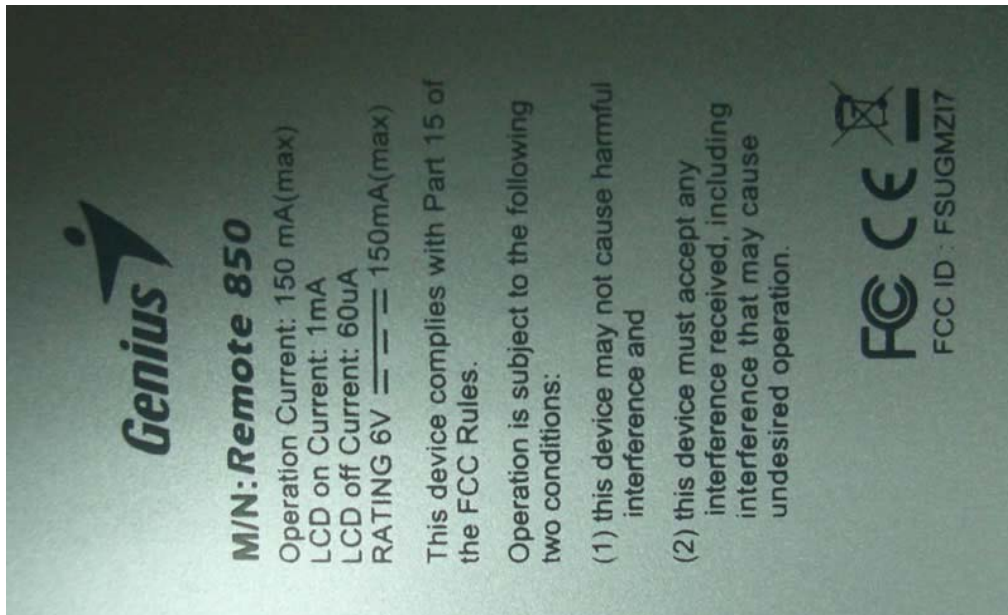 Genius
M/N:Remote 850
Operation Current: 150 mA(max)
LCD on Current: 1mA
LCD off Current: 60uA
RATING 6V ⎓ 150mA(max)
This device complies with Part 15 of
the FCC Rules.
Operation is subject to the following
two conditions:
(1) this device may not cause harmful
interference and
(2) this device must accept any
interference received, including
interference that may cause
undesired operation.
FC CE
FCC ID : FSUGMZI7